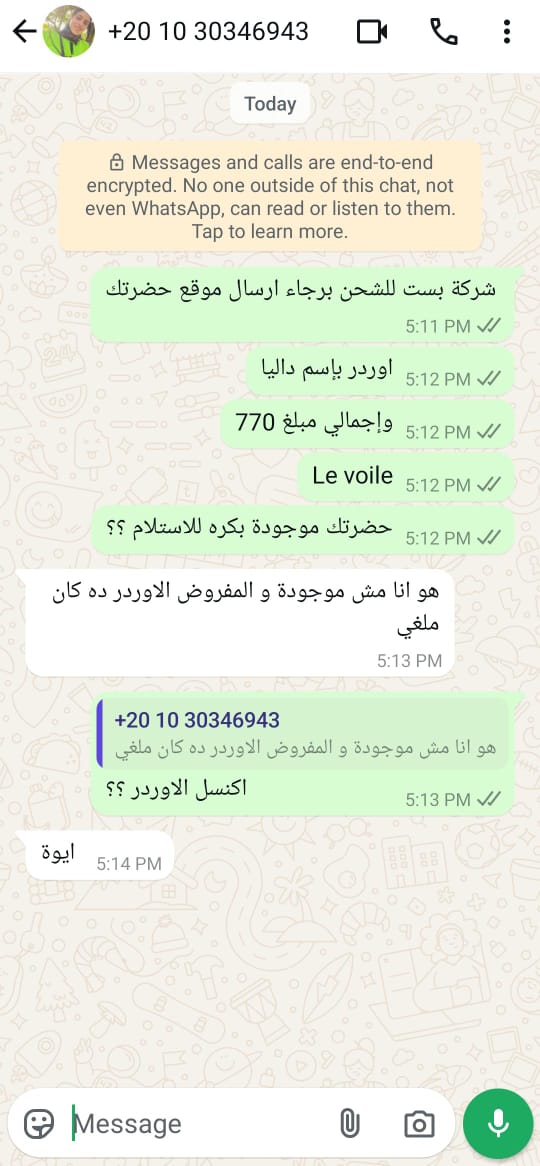 +20 10 30346943
Today
Messages and calls are end-to-end
encrypted. No one outside of this chat, not
even WhatsApp, can read or listen to them.
Tap to learn more.
شركة بست للشحن برجاء ارسال موقع حضرتك
5:11 PM
اوردر بإسم داليا
5:12 PM
وإجمالي مبلغ 770
5:12 PM
Le voile
5:12 PM
حضرتك موجودة بكره للاستلام ؟؟
5:12 PM
هو انا مش موجودة و المفروض الاوردر ده كان
ملغي
5:13 PM
+20 10 30346943
هو انا مش موجودة و المفروض الاوردر ده كان ملغي
اكنسل الاوردر ؟؟
5:13 PM
ايوة
5:14 PM
Message